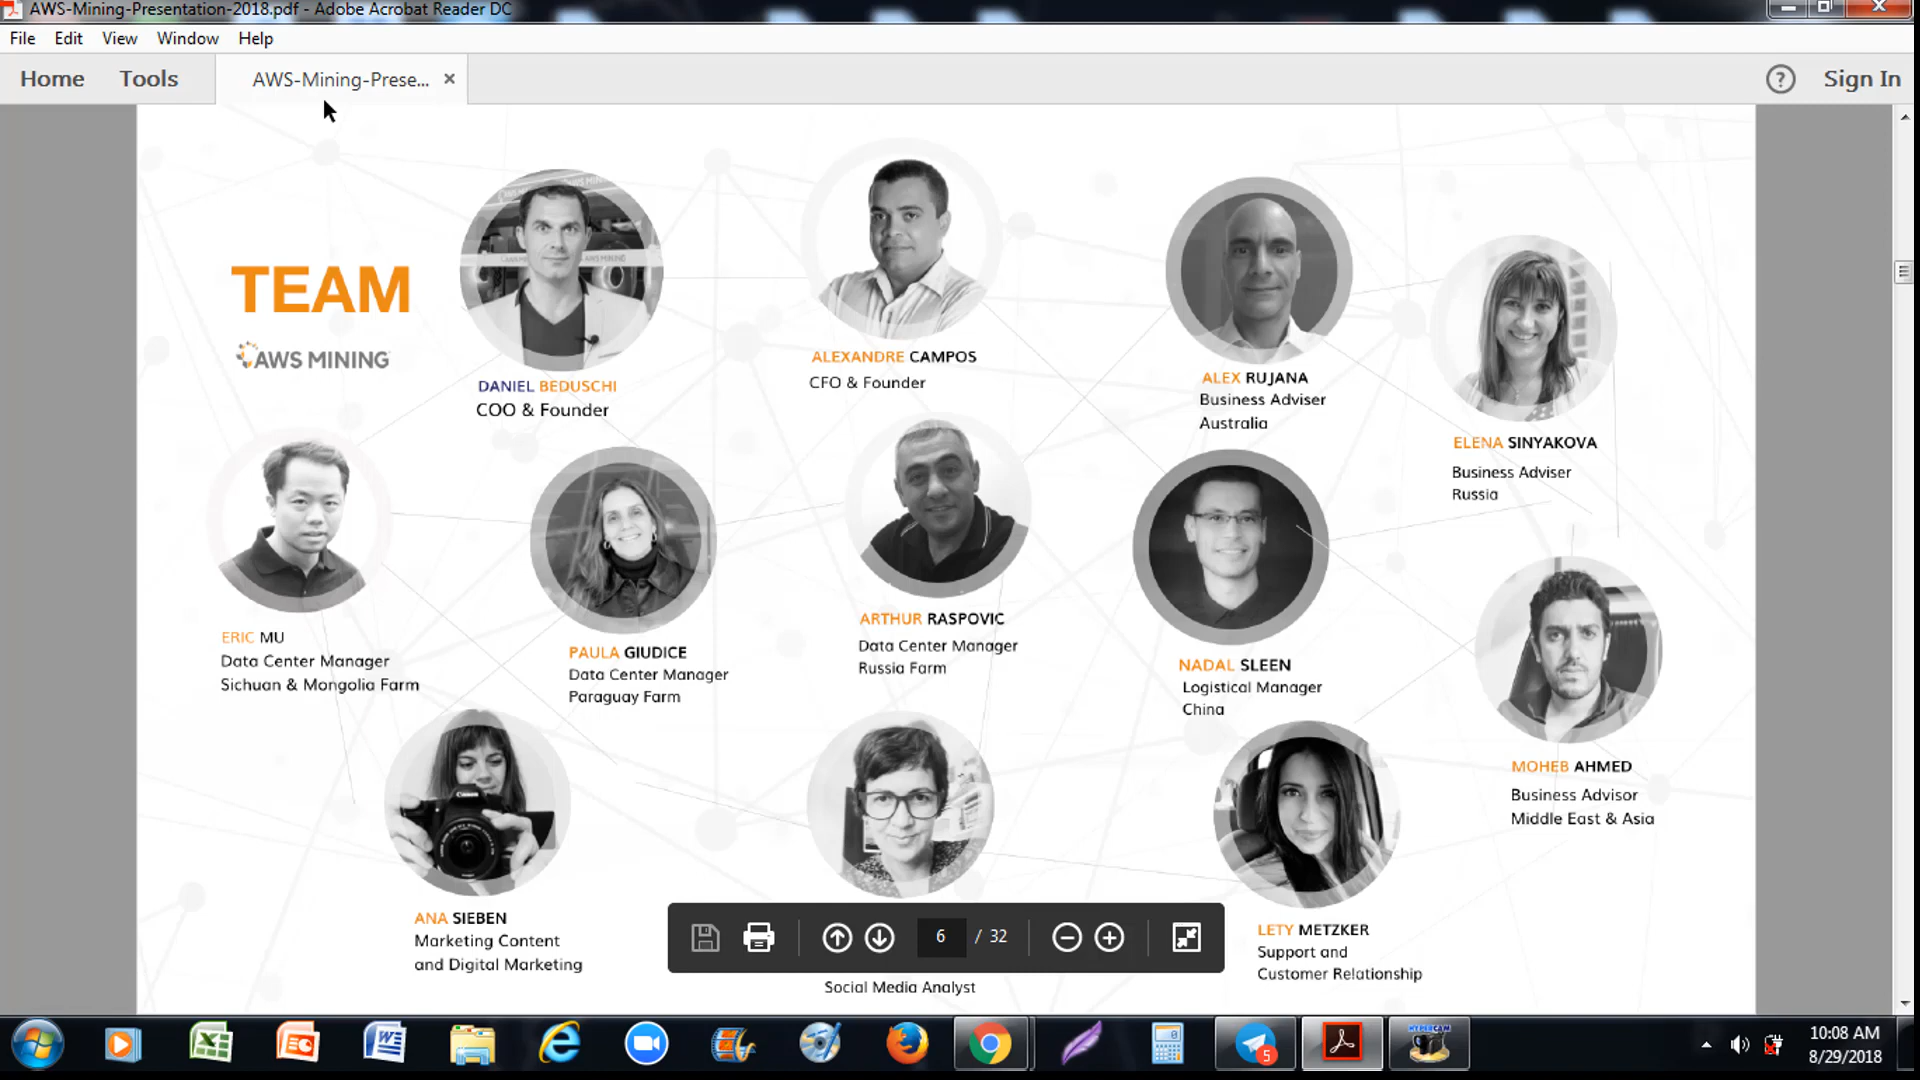 AWS-Mining-Presentation-2018.pdf - Adobe Acrobat Reader DC
File Edit View Window Help
Home Tools AWS-Mining-Prese... × ? Sign In
TEAM
AWS MINING
DANIEL BEDUSCHI
COO & Founder
ALEXANDRE CAMPOS
CFO & Founder
ALEX RUJANA
Business Adviser
Australia
ELENA SINYAKOVA
Business Adviser
Russia
ERIC MU
Data Center Manager
Sichuan & Mongolia Farm
PAULA GIUDICE
Data Center Manager
Paraguay Farm
ARTHUR RASPOVIC
Data Center Manager
Russia Farm
NADAL SLEEN
Logistical Manager
China
MOHEB AHMED
Business Advisor
Middle East & Asia
ANA SIEBEN
Marketing Content
and Digital Marketing
Social Media Analyst
LETY METZKER
Support and
Customer Relationship
6 / 32
5
HYPERCAM
10:08 AM
8/29/2018